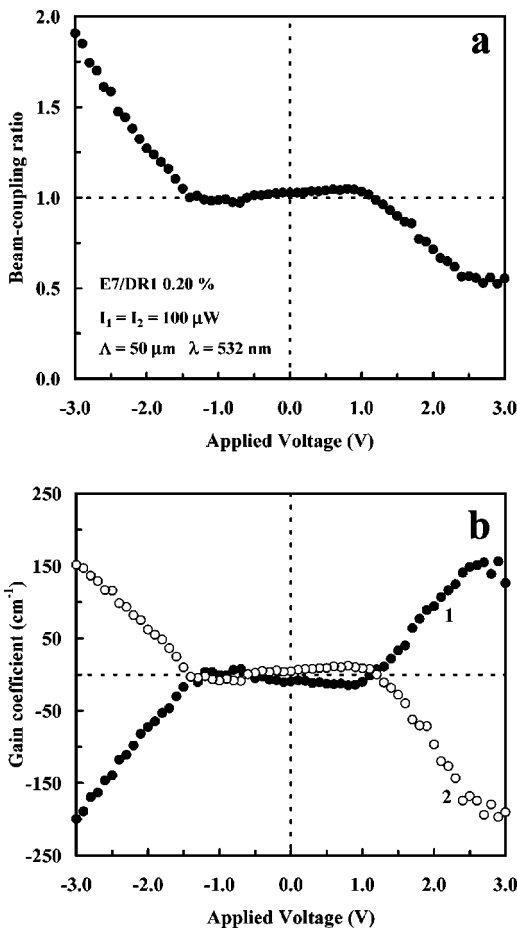 a
2.0
1.5
1.0
0.5
0.0
Beam-coupling ratio
E7/DR1 0.20 %
I₁ = I₂ = 100 μW
Λ = 50 μm λ = 532 nm
-3.0 -2.0 -1.0 0.0 1.0 2.0 3.0
Applied Voltage (V)
b
250
150
50
-50
-150
-250
Gain coefficient (cm⁻¹)
1
2
-3.0 -2.0 -1.0 0.0 1.0 2.0 3.0
Applied Voltage (V)